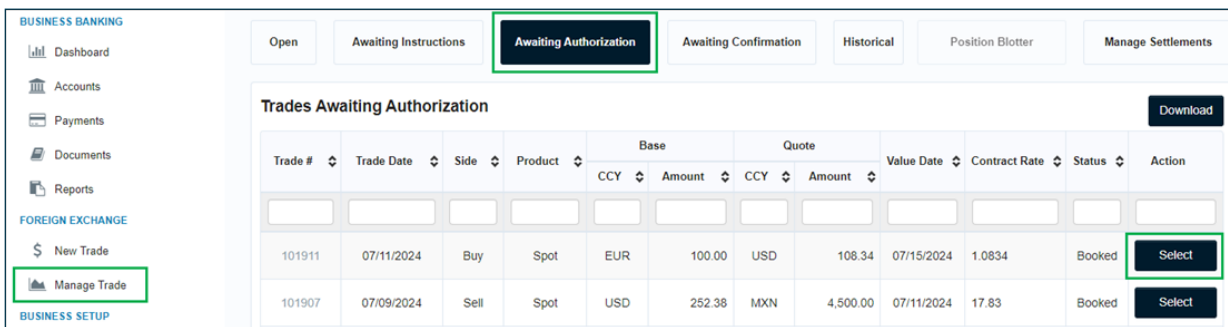 BUSINESS BANKING
Dashboard
Accounts
Payments
Documents
Reports
FOREIGN EXCHANGE
$ New Trade
Manage Trade
BUSINESS SETUP
Open Awaiting Instructions Awaiting Authorization Awaiting Confirmation Historical Position Blotter Manage Settlements
Trades Awaiting Authorization Download
Base Quote
Trade # Trade Date Side Product Value Date Contract Rate Status Action
CCY Amount CCY Amount
101911 07/11/2024 Buy Spot EUR 100.00 USD 108.34 07/15/2024 1.0834 Booked Select
101907 07/09/2024 Sell Spot USD 252.38 MXN 4,500.00 07/11/2024 17.83 Booked Select